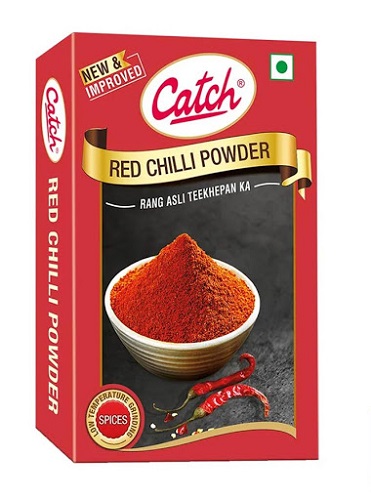 NEW &
IMPROVED
Catch®
RED CHILLI POWDER
RANG ASLI TEEKHEPAN KA
LOW TEMPERATURE GRINDING
SPICES
Catch®
RED CHILLI POWDER